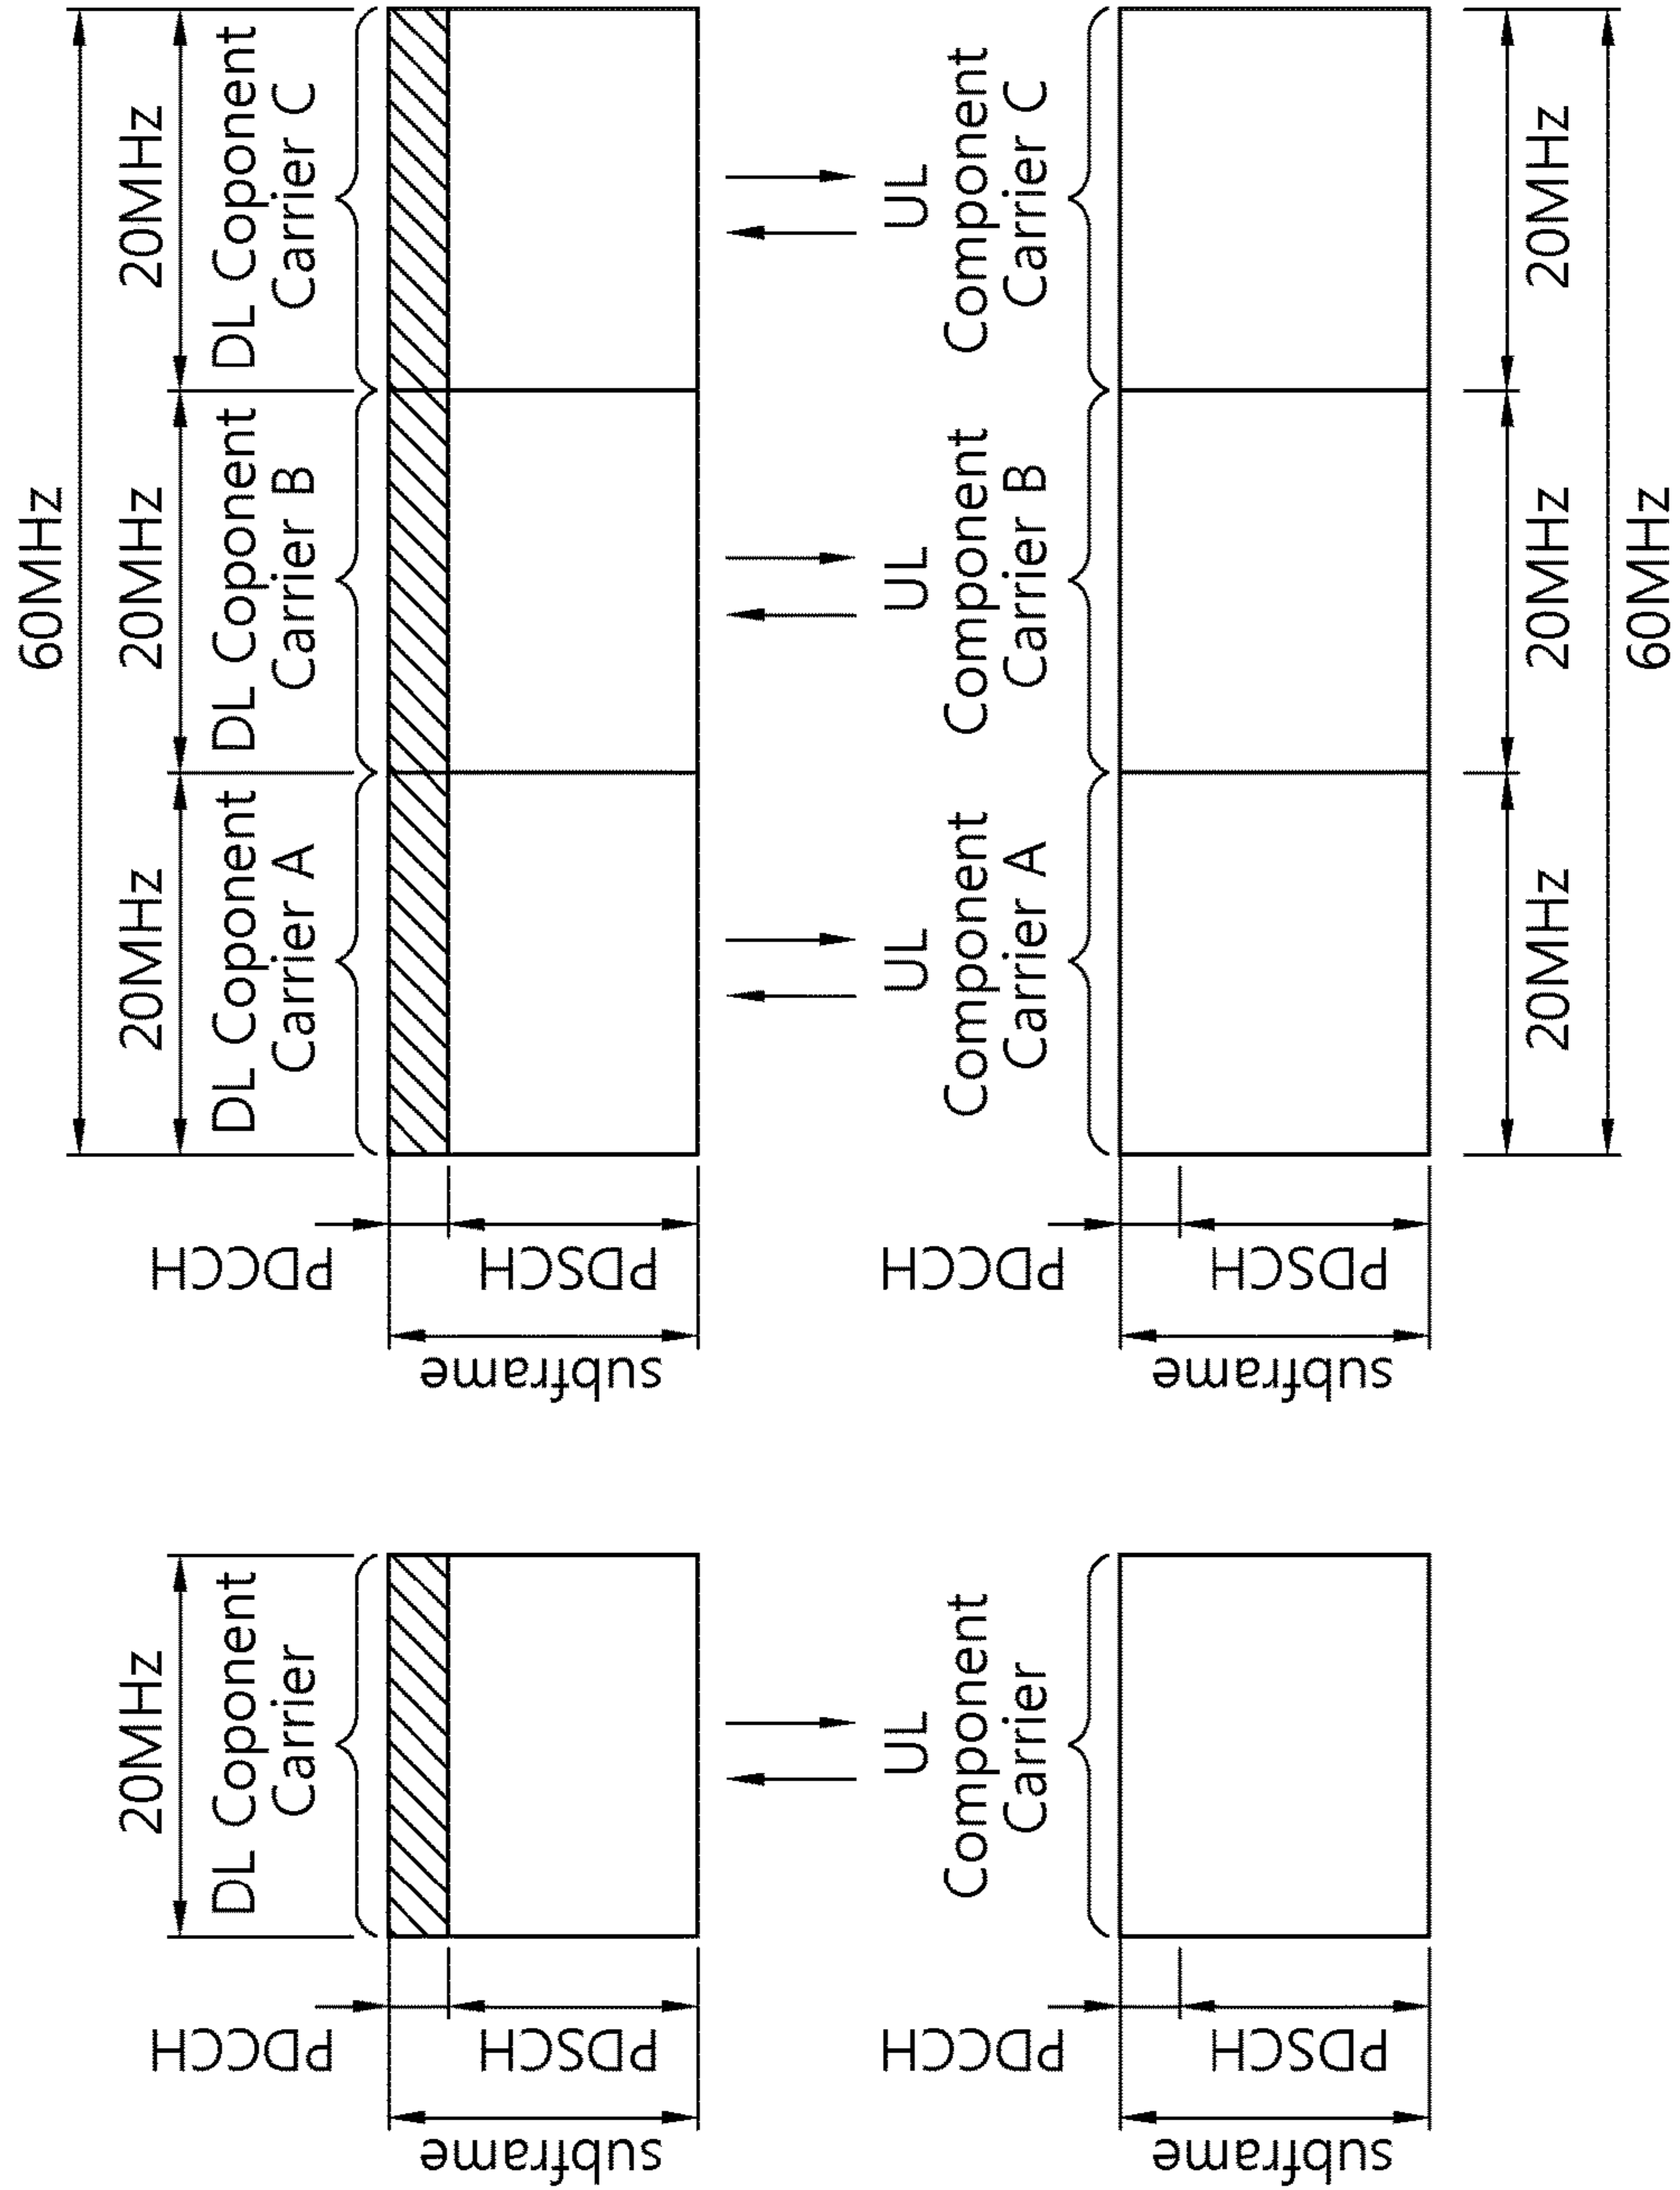 20MHz
DL Coponent
Carrier
PDCCH
PDSCH
subframe
UL
Component
Carrier
PDCCH
PDSCH
subframe
60MHz
20MHz
20MHz
20MHz
DL Coponent
Carrier A
DL Coponent
Carrier B
DL Coponent
Carrier C
PDCCH
PDSCH
subframe
UL
Component
Carrier A
UL
Component
Carrier B
UL
Component
Carrier C
PDCCH
PDSCH
subframe
20MHz
20MHz
20MHz
60MHz